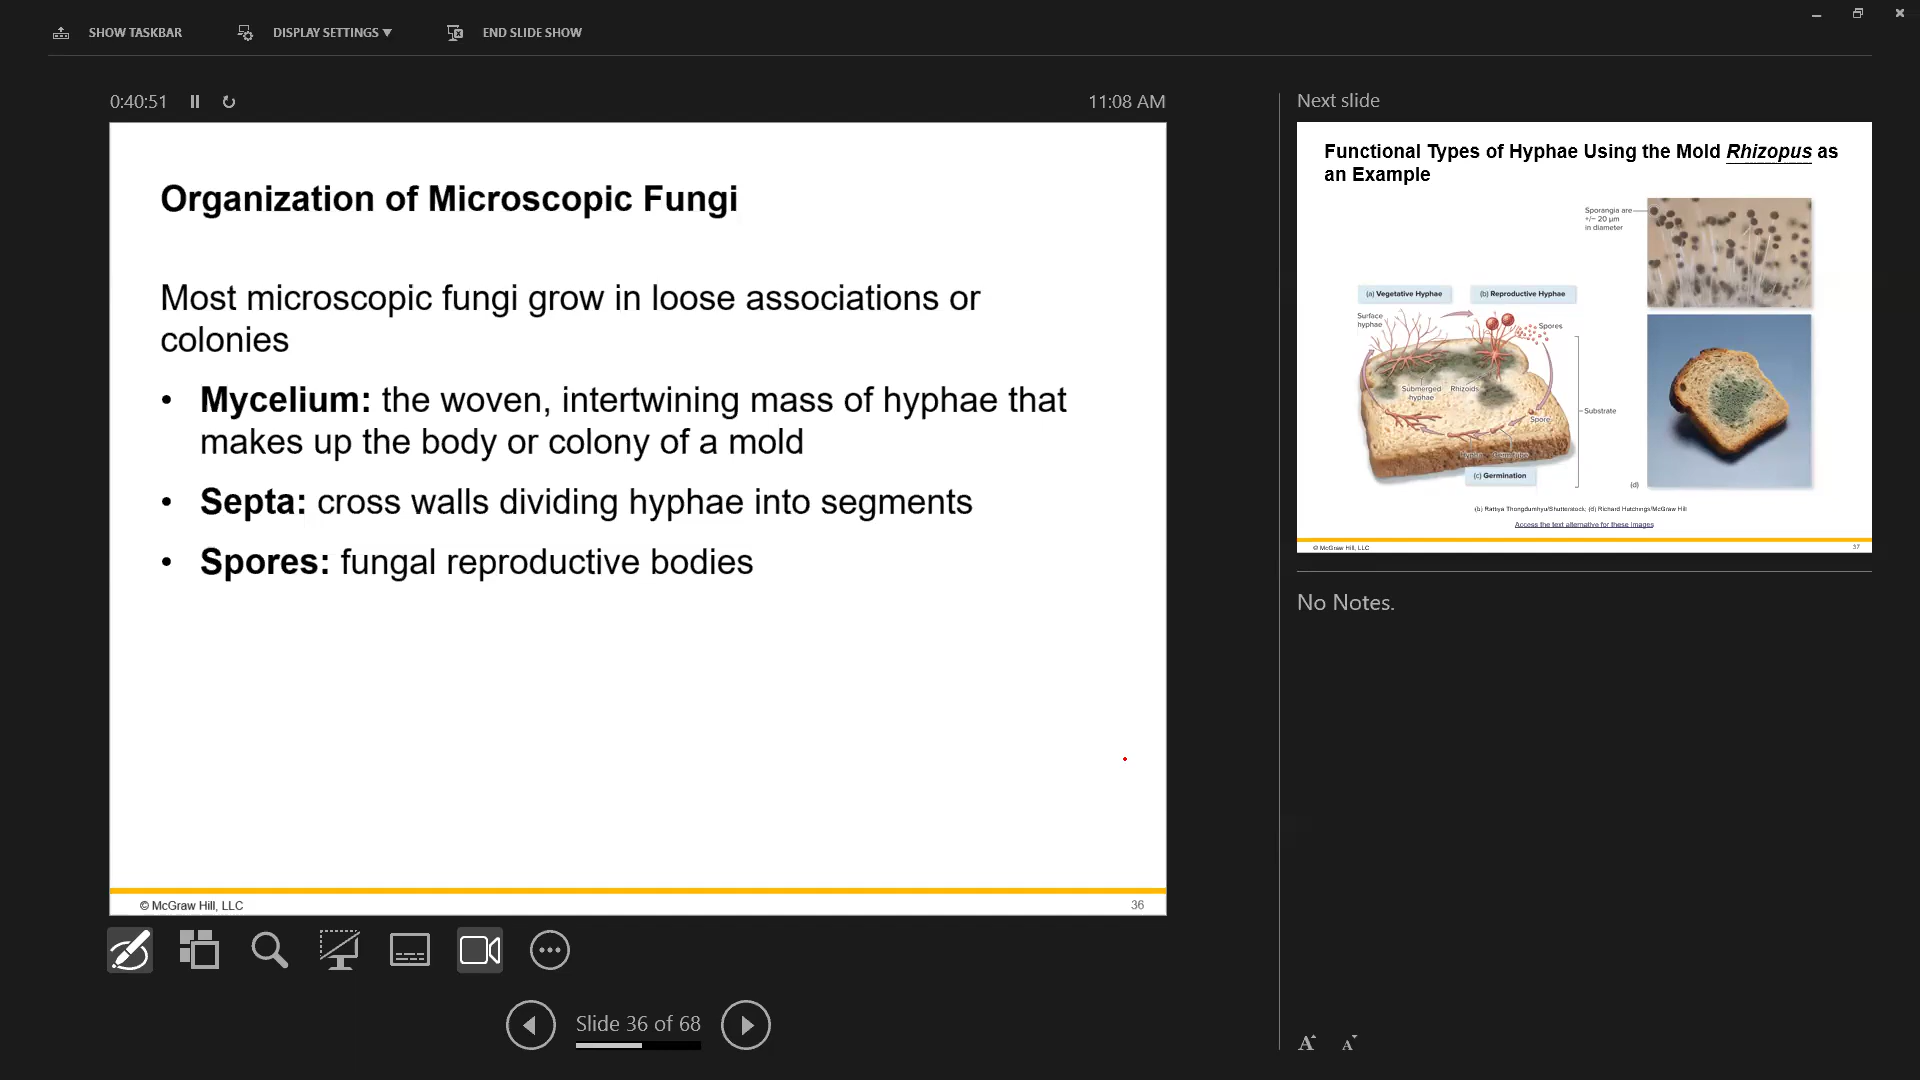 SHOW TASKBAR
DISPLAY SETTINGS ▼
END SLIDE SHOW
0:40:51
11:08 AM
Organization of Microscopic Fungi
Most microscopic fungi grow in loose associations or
colonies
• Mycelium: the woven, intertwining mass of hyphae that
makes up the body or colony of a mold
• Septa: cross walls dividing hyphae into segments
• Spores: fungal reproductive bodies
© McGraw Hill, LLC
36
Slide 36 of 68
Next slide
Functional Types of Hyphae Using the Mold Rhizopus as
an Example
Sporangia are
+/− 20 μm
in diameter
(a) Vegetative Hyphae
(b) Reproductive Hyphae
Surface
hyphae
Spores
Submerged
hyphae
Rhizoids
Substrate
Spore
Hypha
Germ tube
(c) Germination
(d)
(b) Rattiya Thongdumhyu/Shutterstock; (d) Richard Hutchings/McGraw Hill
Access the text alternative for these images
© McGraw Hill, LLC
37
No Notes.
A
A